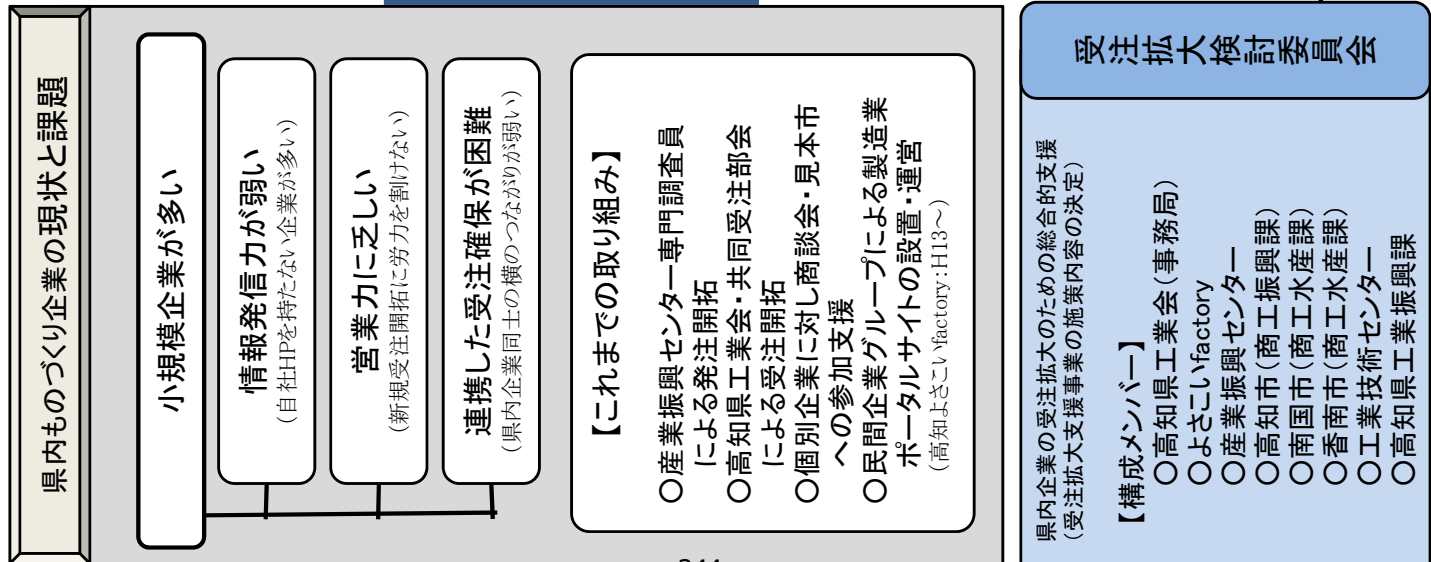 県内ものづくり企業の現状と課題
小規模企業が多い
情報発信力が弱い
（自社HPを持たない企業が多い）
営業力に乏しい
（新規受注開拓に労力を割けない）
連携した受注確保が困難
（県内企業同士の横のつながりが弱い）
【これまでの取り組み】
○産業振興センター専門調査員
による発注開拓
○高知県工業会・共同受注部会
による受注開拓
○個別企業に対し商談会・見本市
への参加支援
○民間企業グループによる製造業
ポータルサイトの設置・運営
（高知よさこいfactory：H13～）
受注拡大検討委員会
県内企業の受注拡大のための総合的支援
（受注拡大支援事業の施策内容の決定）
【構成メンバー】
○高知県工業会（事務局）
○よさこいfactory
○産業振興センター
○高知市（商工振興課）
○南国市（商工水産課）
○香南市（商工水産課）
○工業技術センター
○高知県工業振興課